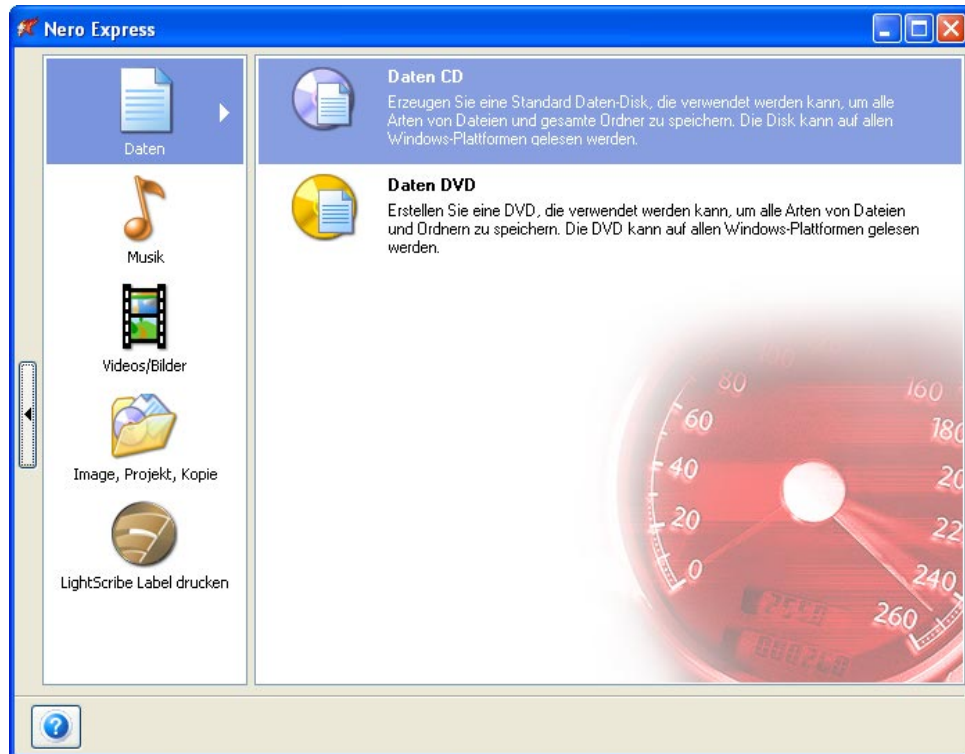 Nero Express
Daten
Musik
Videos/Bilder
Image, Projekt, Kopie
LightScribe Label drucken
Daten CD
Erzeugen Sie eine Standard Daten-Disk, die verwendet werden kann, um alle
Arten von Dateien und gesamte Ordner zu speichern. Die Disk kann auf allen
Windows-Plattformen gelesen werden.
Daten DVD
Erstellen Sie eine DVD, die verwendet werden kann, um alle Arten von Dateien
und Ordnern zu speichern. Die DVD kann auf allen Windows-Plattformen gelesen
werden.
100
80
160
60
180
40
20
0
240
260